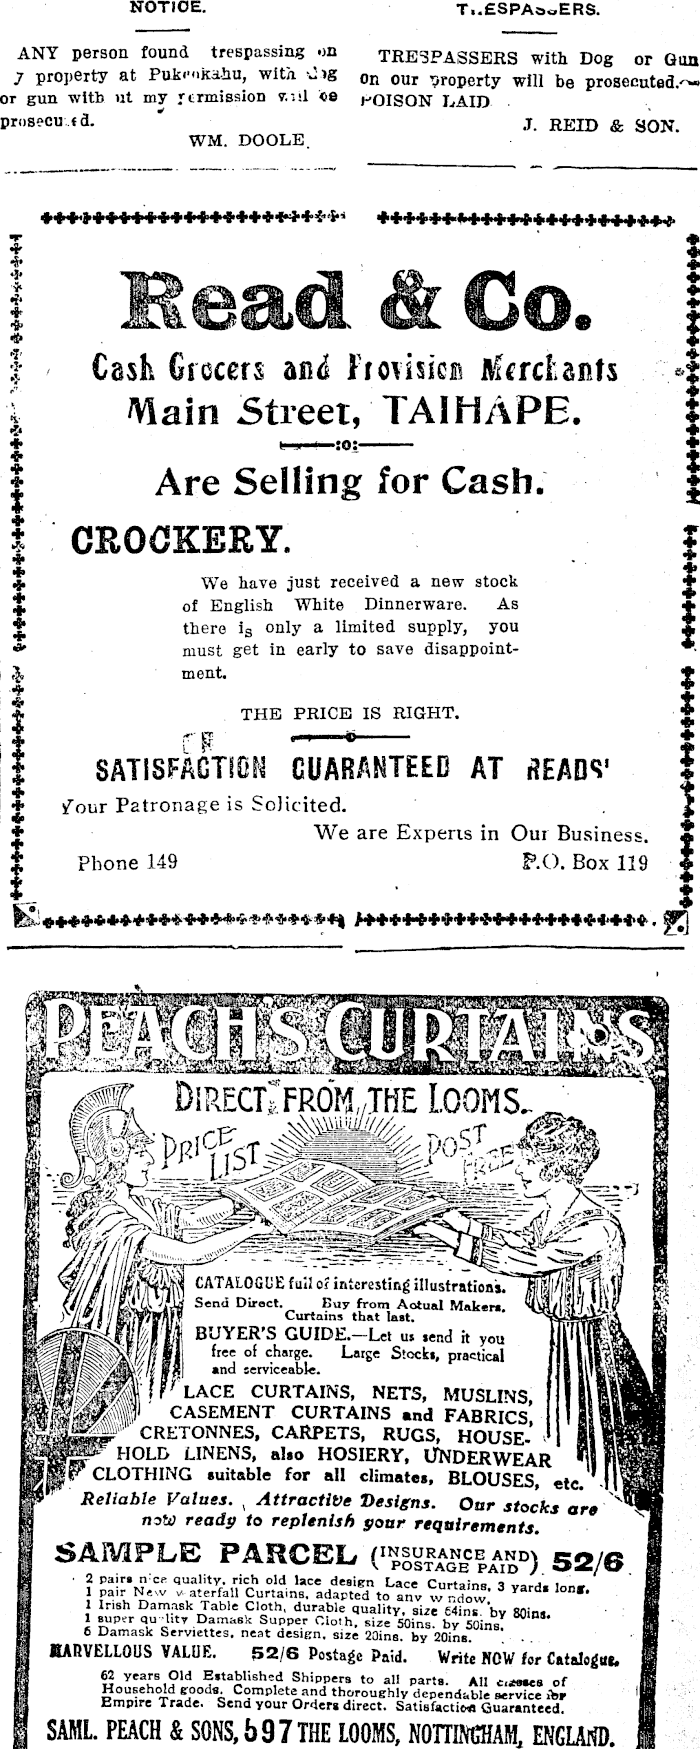 NOTICE.
ANY person found trespassing on
property at Pukeokahu, with dog
or gun without my permission will be
prosecuted.
WM. DOOLE.
TRESPASSERS.
TRESPASSERS with Dog or Gun
on our property will be prosecuted.—
POISON LAID
J. REID & SON.
Read & Co.
Cash Grocers and Provision Merchants
Main Street, TAIHAPE.
:o:
Are Selling for Cash.
CROCKERY.
We have just received a new stock
of English White Dinnerware. As
there is only a limited supply, you
must get in early to save disappoint-
ment.
THE PRICE IS RIGHT.
SATISFACTION GUARANTEED AT READS'
Your Patronage is Solicited.
We are Experts in Our Business.
Phone 149
P.O. Box 119
PEACH'S CURTAINS
DIRECT FROM THE LOOMS.
PRICE LIST
POST FREE
CATALOGUE full of interesting illustrations.
Send Direct. Buy from Actual Makers.
Curtains that last.
BUYER'S GUIDE.—Let us send it you
free of charge. Large Stocks, practical
and serviceable.
LACE CURTAINS, NETS, MUSLINS,
CASEMENT CURTAINS and FABRICS,
CRETONNES, CARPETS, RUGS, HOUSE-
HOLD LINENS, also HOSIERY, UNDERWEAR
CLOTHING suitable for all climates, BLOUSES, etc.
Reliable Values. Attractive Designs. Our stocks are
now ready to replenish your requirements.
SAMPLE PARCEL (INSURANCE AND POSTAGE PAID) 52/6
2 pairs nice quality, rich old lace design Lace Curtains, 3 yards long.
1 pair New waterfall Curtains, adapted to any window.
1 Irish Damask Table Cloth, durable quality, size 64ins. by 80ins.
1 super quality Damask Supper Cloth, size 50ins. by 50ins.
6 Damask Serviettes, neat design, size 20ins. by 20ins.
MARVELLOUS VALUE. 52/6 Postage Paid. Write NOW for Catalogue.
62 years Old Established Shippers to all parts. All classes of
Household goods. Complete and thoroughly dependable service for
Empire Trade. Send your Orders direct. Satisfaction Guaranteed.
SAML. PEACH & SONS, 697 THE LOOMS, NOTTINGHAM, ENGLAND.